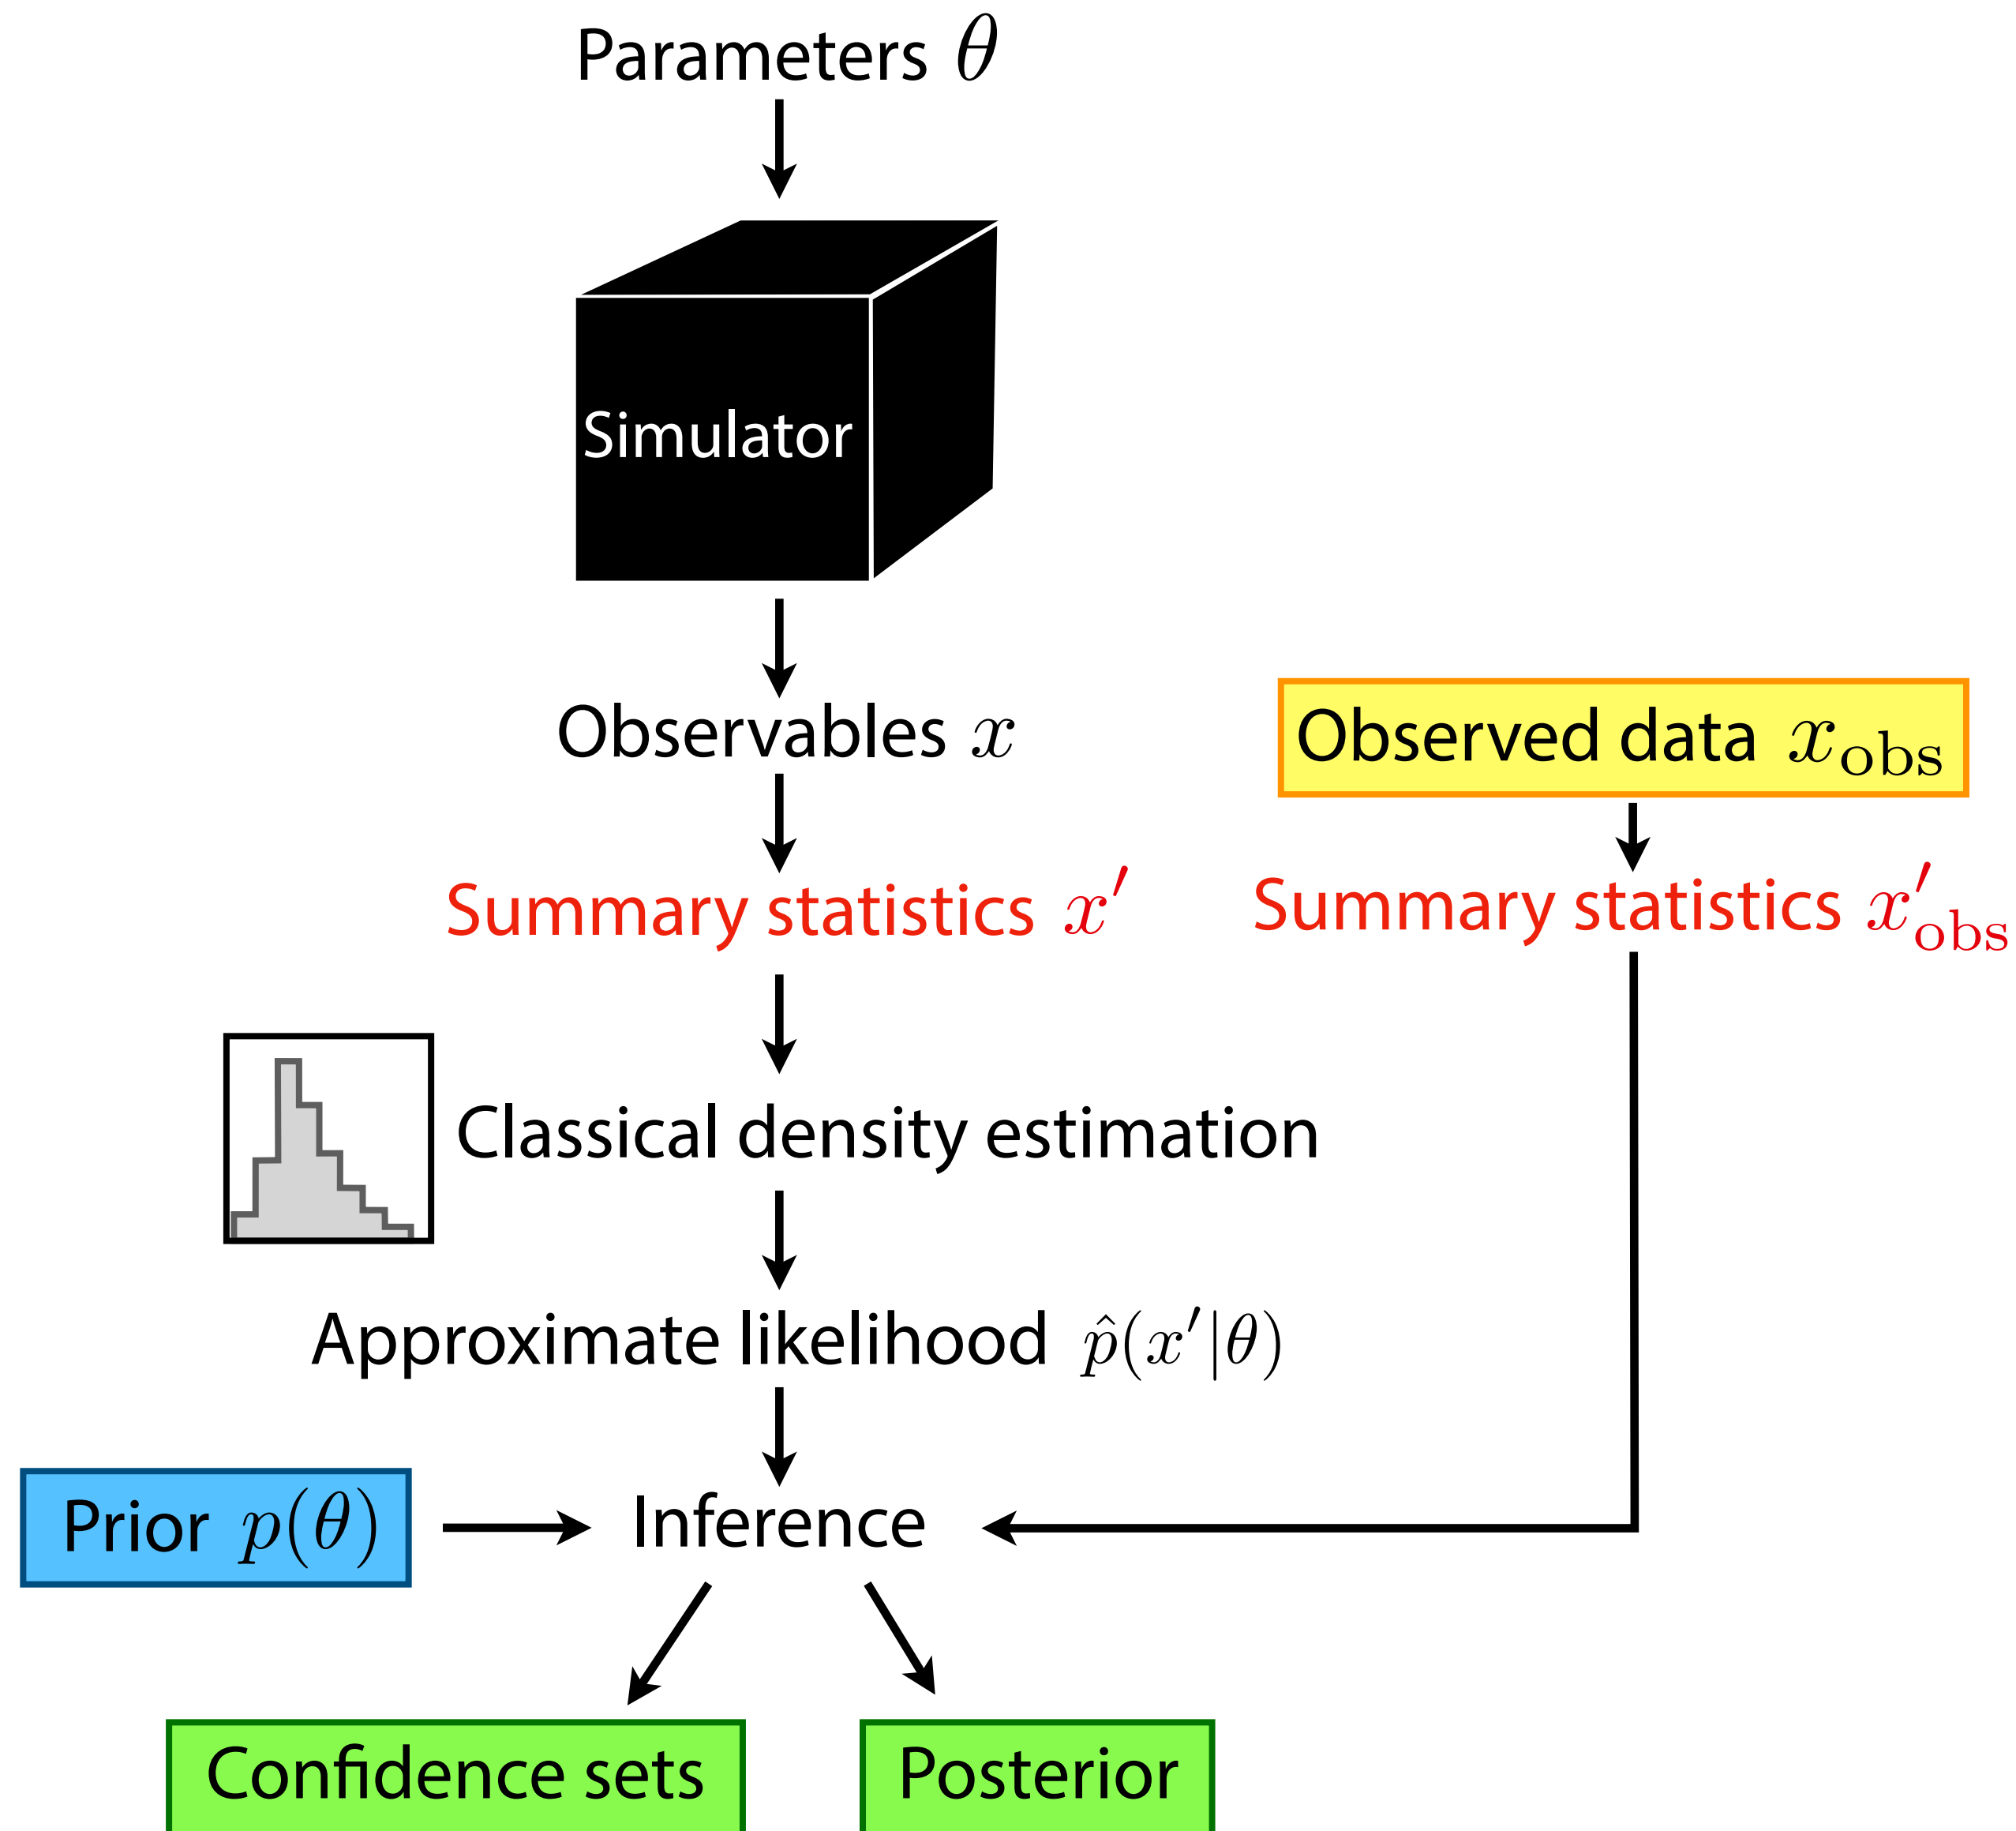 Parameters θ
Simulator
Observables x
Observed data x_obs
Summary statistics x′
Summary statistics x′_obs
Classical density estimation
Approximate likelihood p̂(x′|θ)
Prior p(θ)
Inference
Confidence sets
Posterior